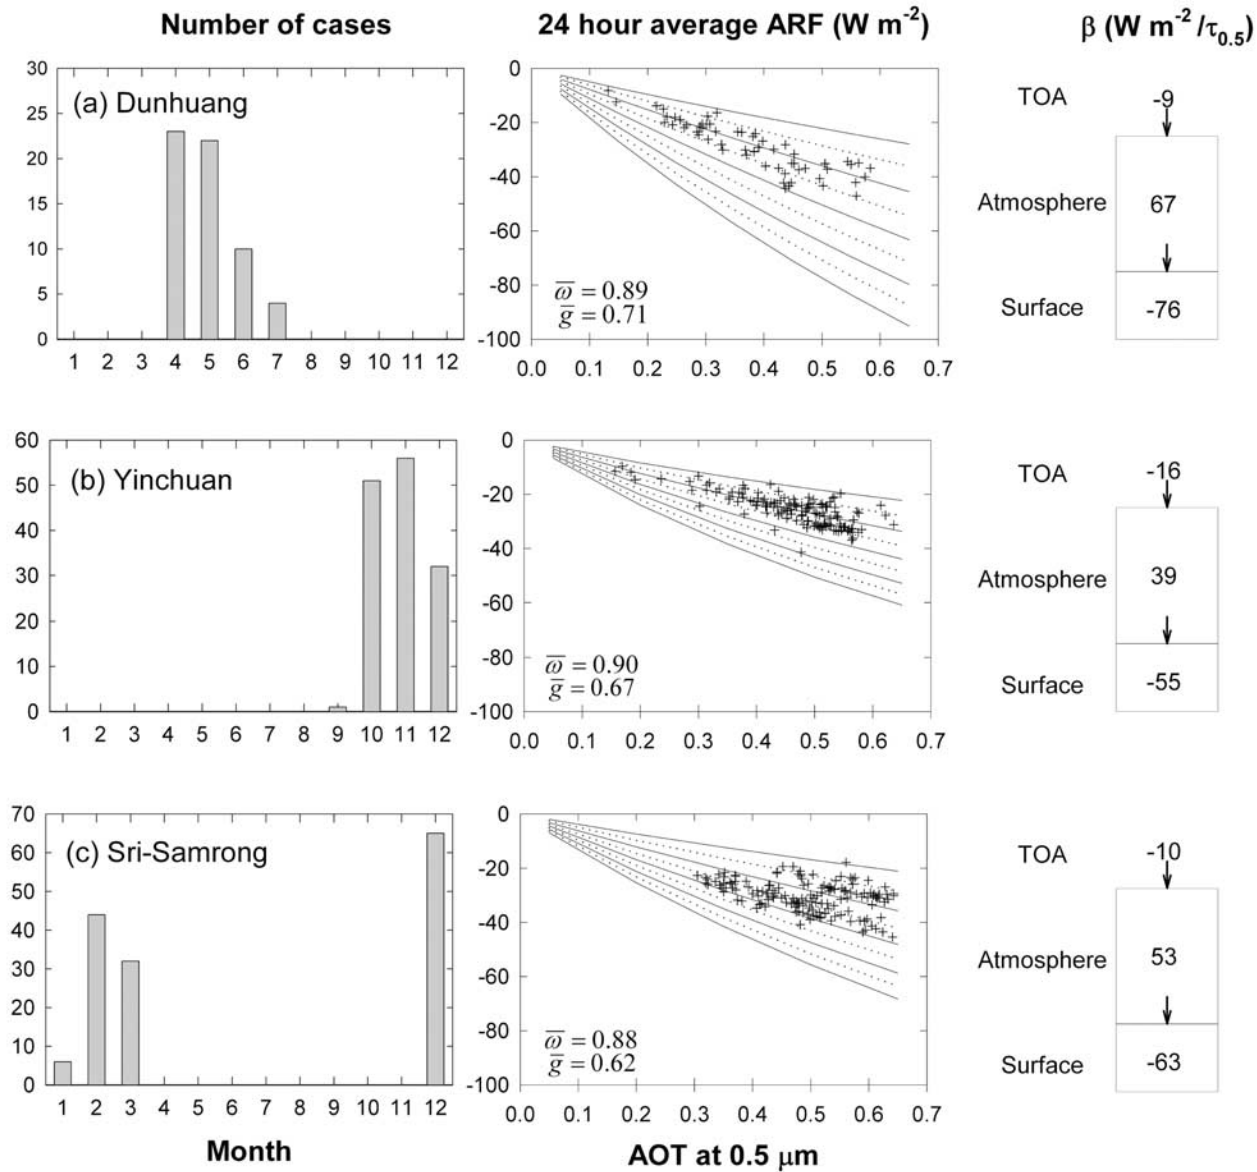 Number of cases 24 hour average ARF (W m⁻²) β (W m⁻²/τ₀.₅)
(a) Dunhuang
30
25
20
15
10
5
0
1 2 3 4 5 6 7 8 9 10 11 12
0
-20
-40
-60
-80
-100
ω̅ = 0.89
g̅ = 0.71
0.0 0.1 0.2 0.3 0.4 0.5 0.6 0.7
TOA -9
Atmosphere 67
Surface -76
(b) Yinchuan
60
50
40
30
20
10
0
1 2 3 4 5 6 7 8 9 10 11 12
0
-20
-40
-60
-80
-100
ω̅ = 0.90
g̅ = 0.67
0.0 0.1 0.2 0.3 0.4 0.5 0.6 0.7
TOA -16
Atmosphere 39
Surface -55
(c) Sri-Samrong
70
60
50
40
30
20
10
0
1 2 3 4 5 6 7 8 9 10 11 12
0
-20
-40
-60
-80
-100
ω̅ = 0.88
g̅ = 0.62
0.0 0.1 0.2 0.3 0.4 0.5 0.6 0.7
TOA -10
Atmosphere 53
Surface -63
Month AOT at 0.5 μm